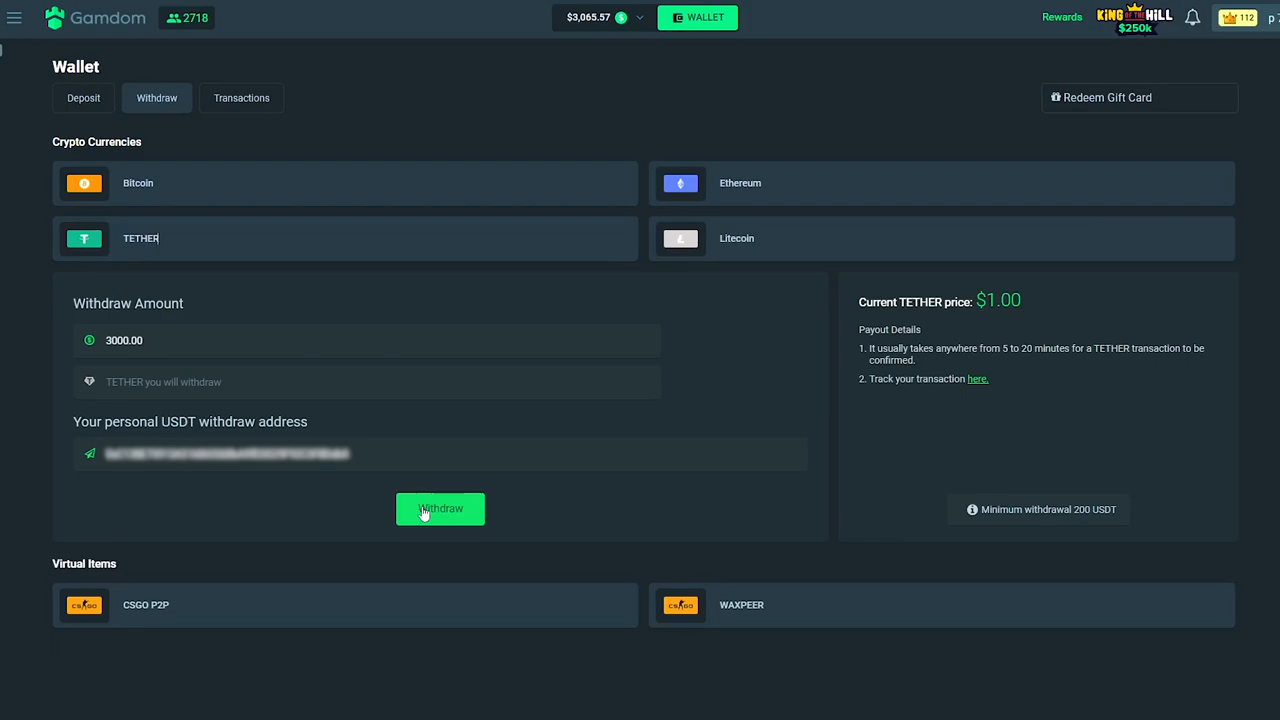 Gamdom
2718
$3,065.57
WALLET
Rewards
KING OF THE HILL
$250k
112
Wallet
Deposit
Withdraw
Transactions
Redeem Gift Card
Crypto Currencies
Bitcoin
Ethereum
TETHER
Litecoin
Withdraw Amount
3000.00
TETHER you will withdraw
Your personal USDT withdraw address
Withdraw
Current TETHER price: $1.00
Payout Details
1. It usually takes anywhere from 5 to 20 minutes for a TETHER transaction to be
confirmed.
2. Track your transaction here.
Minimum withdrawal 200 USDT
Virtual Items
CSGO
CSGO P2P
CSGO
WAXPEER